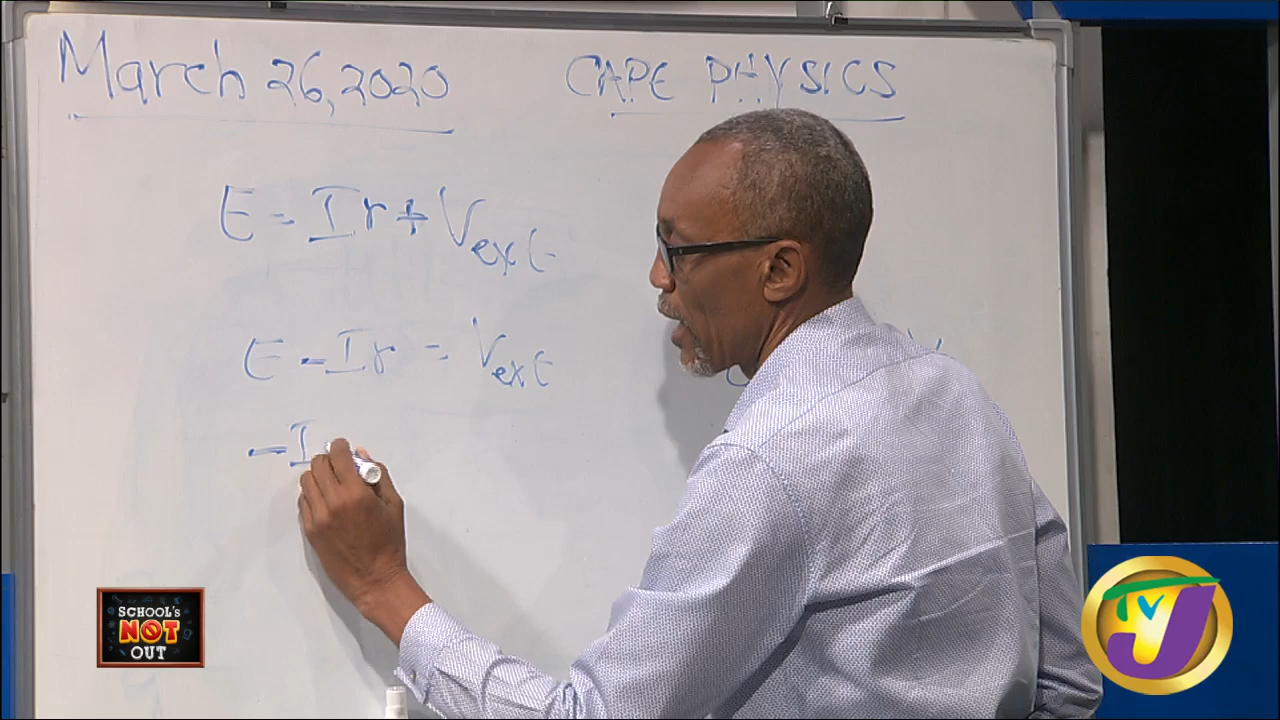 March 26, 2020
CAPE PHYSICS
E = Ir + Vext
E - Ir = Vext
- I
SCHOOL'S
NOT
OUT
TVJ